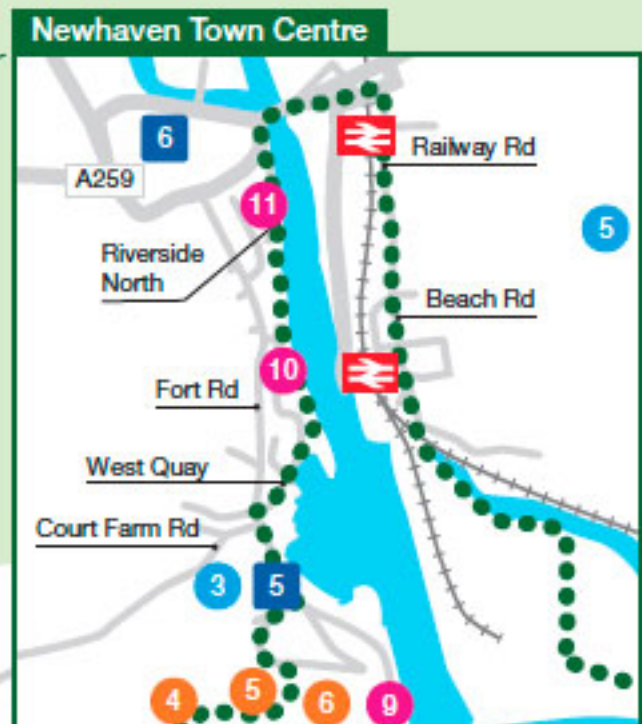 Newhaven Town Centre
6
Railway Rd
A259
11
5
Riverside
North
Beach Rd
10
Fort Rd
West Quay
Court Farm Rd
3
5
4
5
6
9